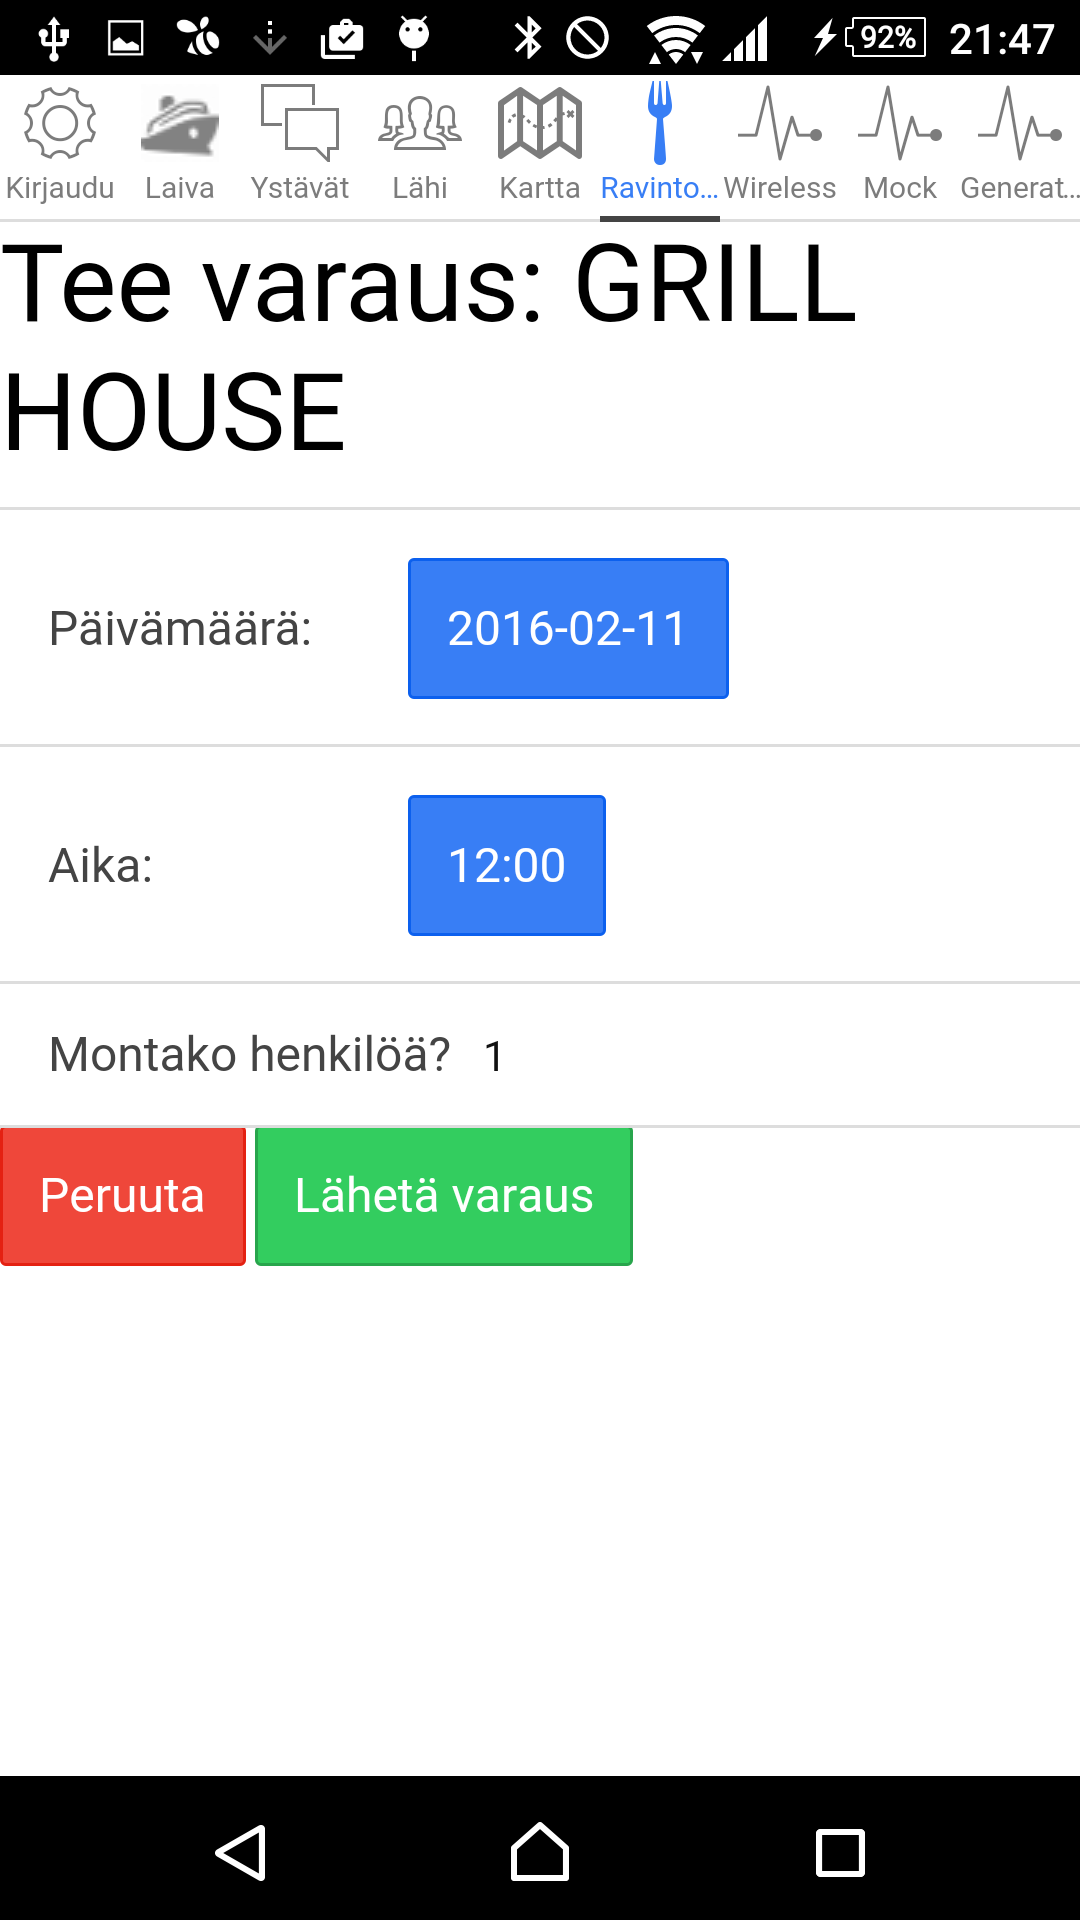 92% 21:47
Kirjaudu Laiva Ystävät Lähi Kartta Ravinto... Wireless Mock Generat...
Tee varaus: GRILL
HOUSE
Päivämäärä: 2016-02-11
Aika: 12:00
Montako henkilöä? 1
Peruuta Lähetä varaus